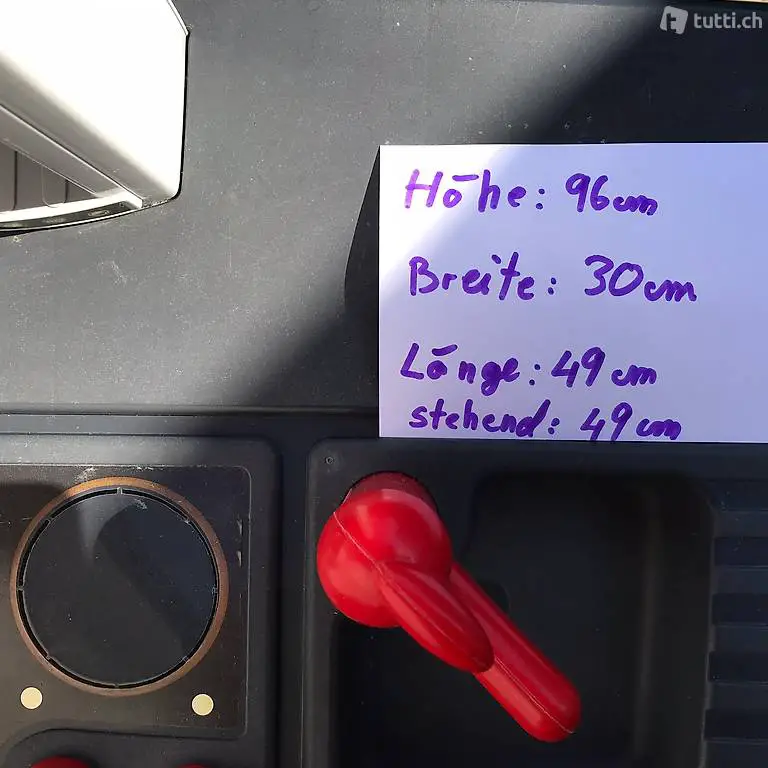 tutti.ch
Höhe: 96cm
Breite: 30cm
Länge: 49cm
stehend: 49cm